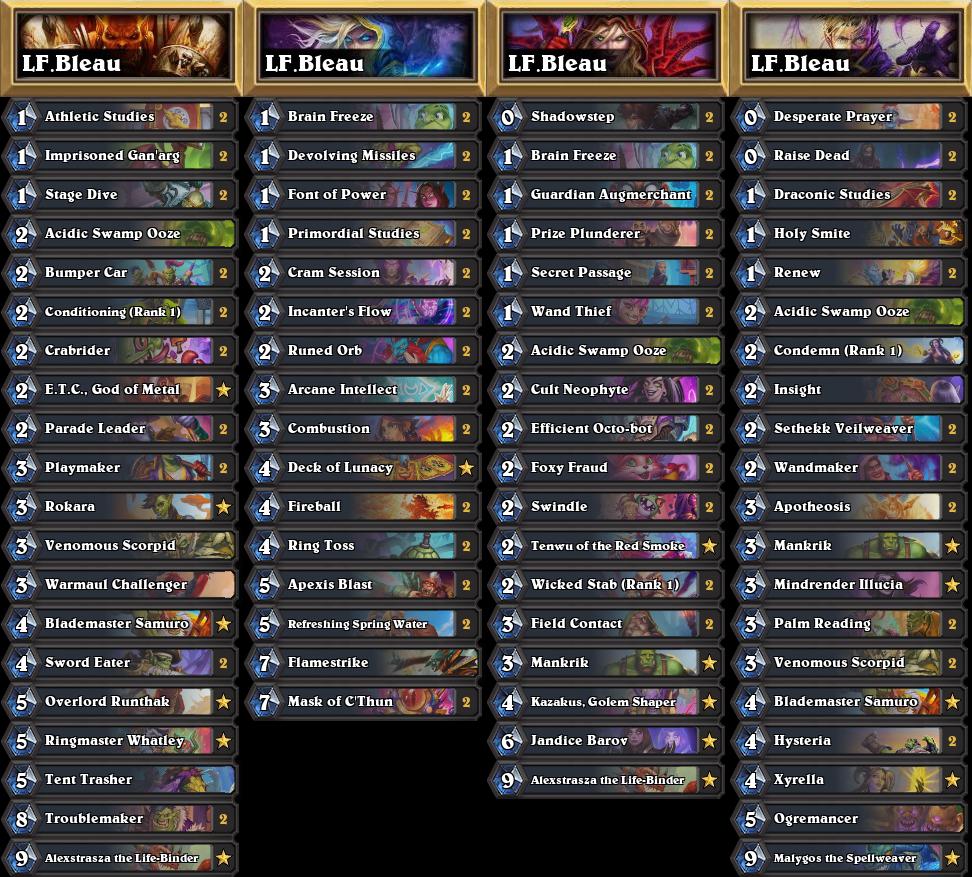 LF.Bleau
1 Athletic Studies 2
1 Imprisoned Gan'arg 2
1 Stage Dive 2
2 Acidic Swamp Ooze
2 Bumper Car 2
2 Conditioning (Rank 1) 2
2 Crabrider 2
2 E.T.C., God of Metal
2 Parade Leader 2
3 Playmaker 2
3 Rokara
3 Venomous Scorpid
3 Warmaul Challenger
4 Blademaster Samuro
4 Sword Eater 2
5 Overlord Runthak
5 Ringmaster Whatley
5 Tent Trasher
8 Troublemaker 2
9 Alexstrasza the Life-Binder
LF.Bleau
1 Brain Freeze 2
1 Devolving Missiles 2
1 Font of Power 2
1 Primordial Studies 2
2 Cram Session 2
2 Incanter's Flow 2
2 Runed Orb 2
3 Arcane Intellect 2
3 Combustion 2
4 Deck of Lunacy
4 Fireball 2
4 Ring Toss 2
5 Apexis Blast 2
5 Refreshing Spring Water 2
7 Flamestrike
7 Mask of C'Thun 2
LF.Bleau
0 Shadowstep 2
1 Brain Freeze 2
1 Guardian Augmerchant 2
1 Prize Plunderer 2
1 Secret Passage 2
1 Wand Thief 2
2 Acidic Swamp Ooze
2 Cult Neophyte 2
2 Efficient Octo-bot 2
2 Foxy Fraud 2
2 Swindle 2
2 Tenwu of the Red Smoke
2 Wicked Stab (Rank 1) 2
3 Field Contact 2
3 Mankrik
4 Kazakus, Golem Shaper
6 Jandice Barov
9 Alexstrasza the Life-Binder
LF.Bleau
0 Desperate Prayer 2
0 Raise Dead 2
1 Draconic Studies 2
1 Holy Smite
1 Renew 2
2 Acidic Swamp Ooze
2 Condemn (Rank 1)
2 Insight
2 Sethekk Veilweaver 2
2 Wandmaker 2
3 Apotheosis 2
3 Mankrik
3 Mindrender Illucia
3 Palm Reading 2
3 Venomous Scorpid 2
4 Blademaster Samuro
4 Hysteria 2
4 Xyrella
5 Ogremancer
9 Malygos the Spellweaver